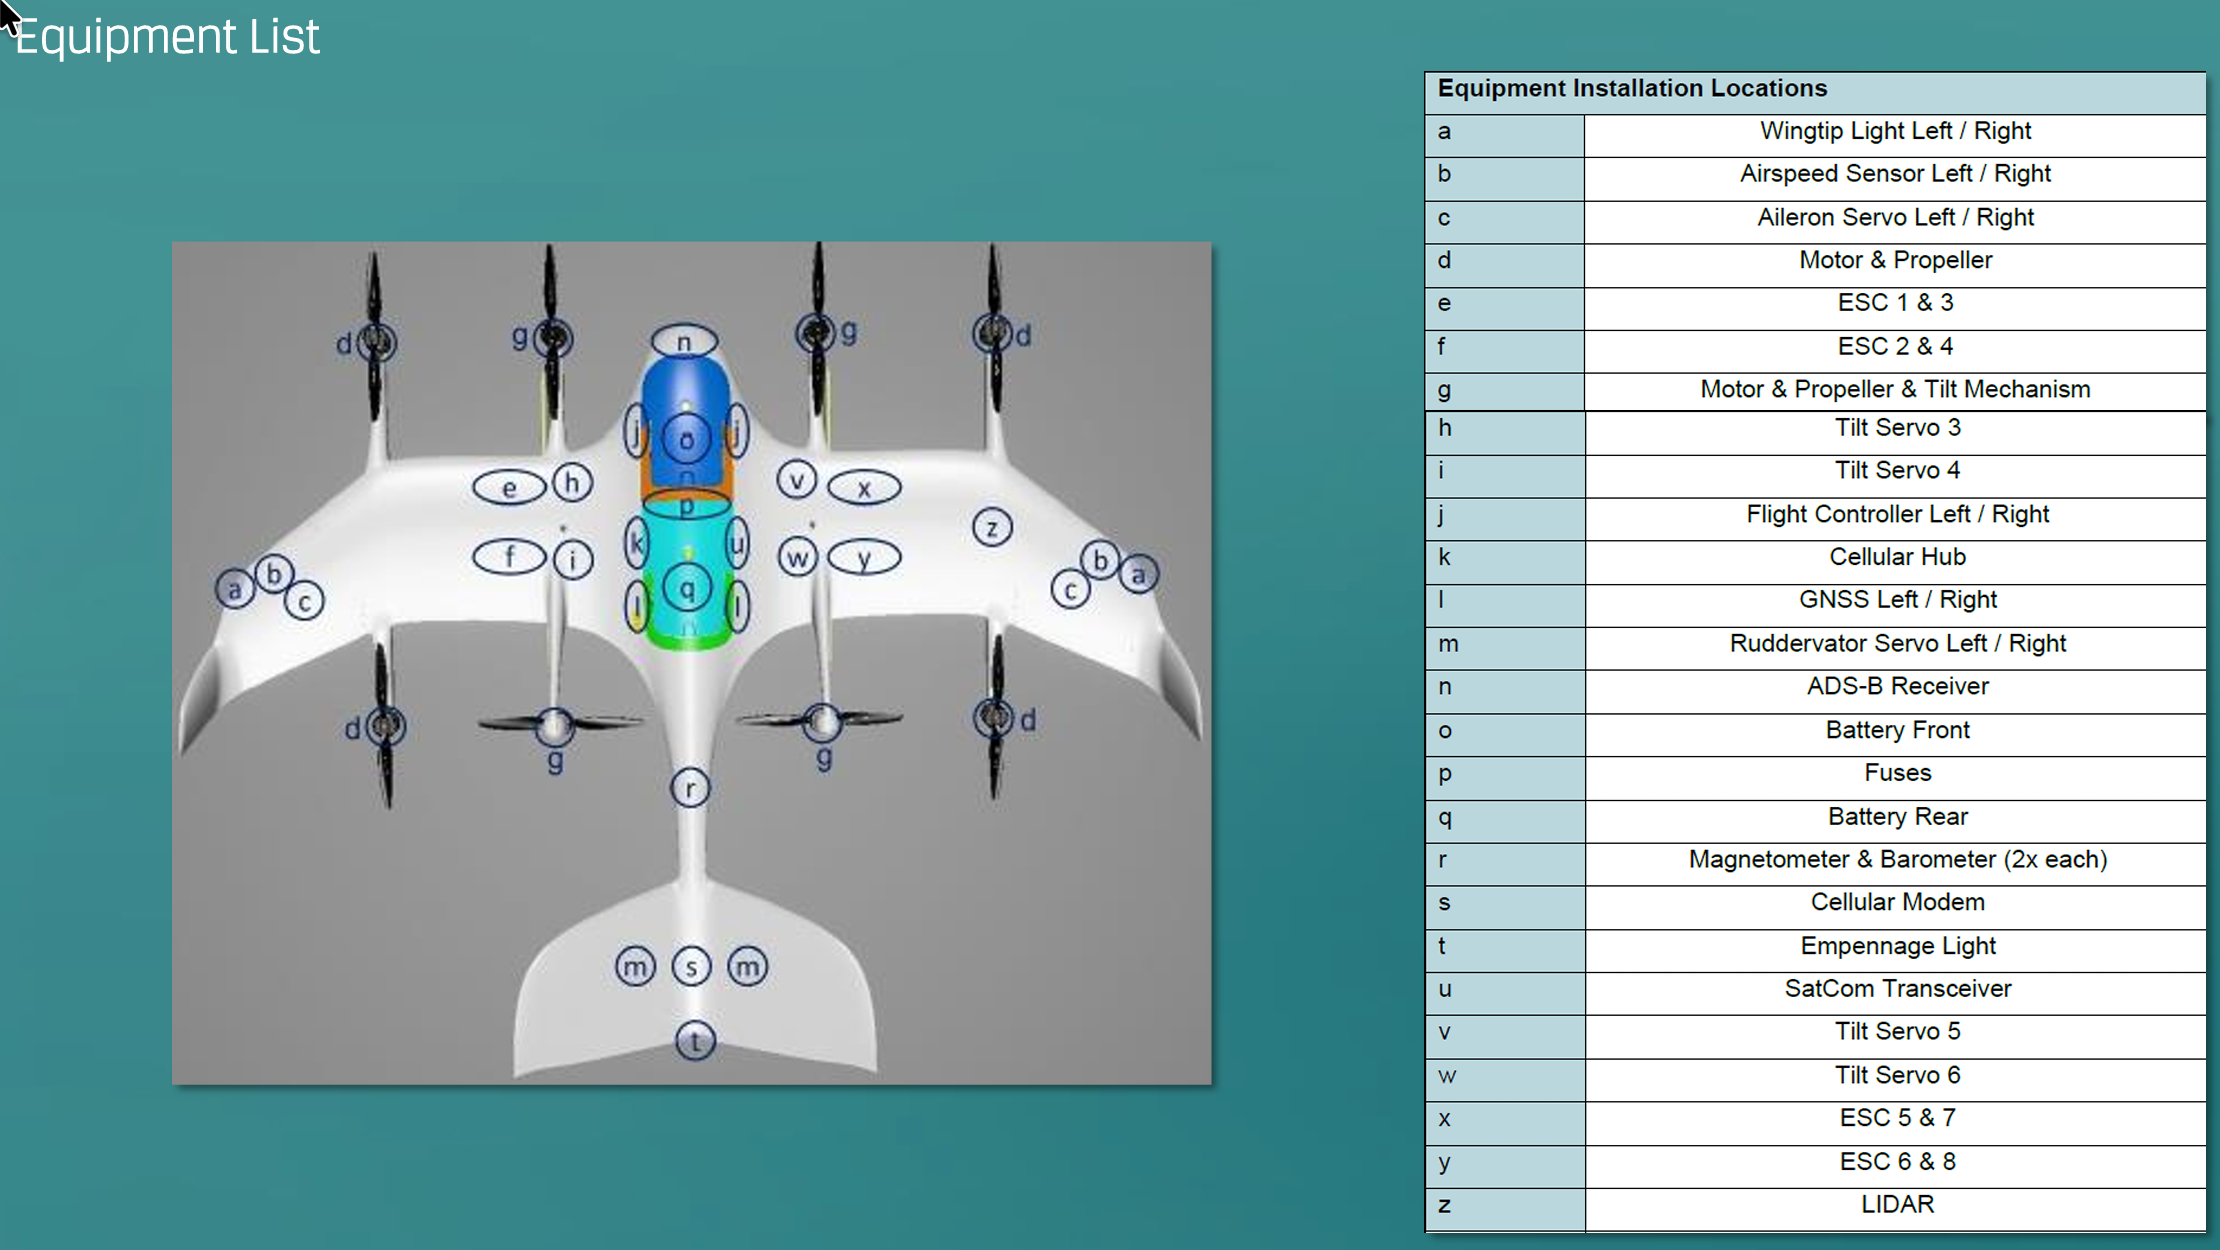 Equipment List
Equipment Installation Locations
a Wingtip Light Left / Right
b Airspeed Sensor Left / Right
c Aileron Servo Left / Right
d Motor & Propeller
e ESC 1 & 3
f ESC 2 & 4
g Motor & Propeller & Tilt Mechanism
h Tilt Servo 3
i Tilt Servo 4
j Flight Controller Left / Right
k Cellular Hub
l GNSS Left / Right
m Ruddervator Servo Left / Right
n ADS-B Receiver
o Battery Front
p Fuses
q Battery Rear
r Magnetometer & Barometer (2x each)
s Cellular Modem
t Empennage Light
u SatCom Transceiver
v Tilt Servo 5
w Tilt Servo 6
x ESC 5 & 7
y ESC 6 & 8
z LIDAR
d g n g d
j o j
e h v x
p
z
k u
f i w y
b b
a c q c a
l l
d g g d
r
m s m
t